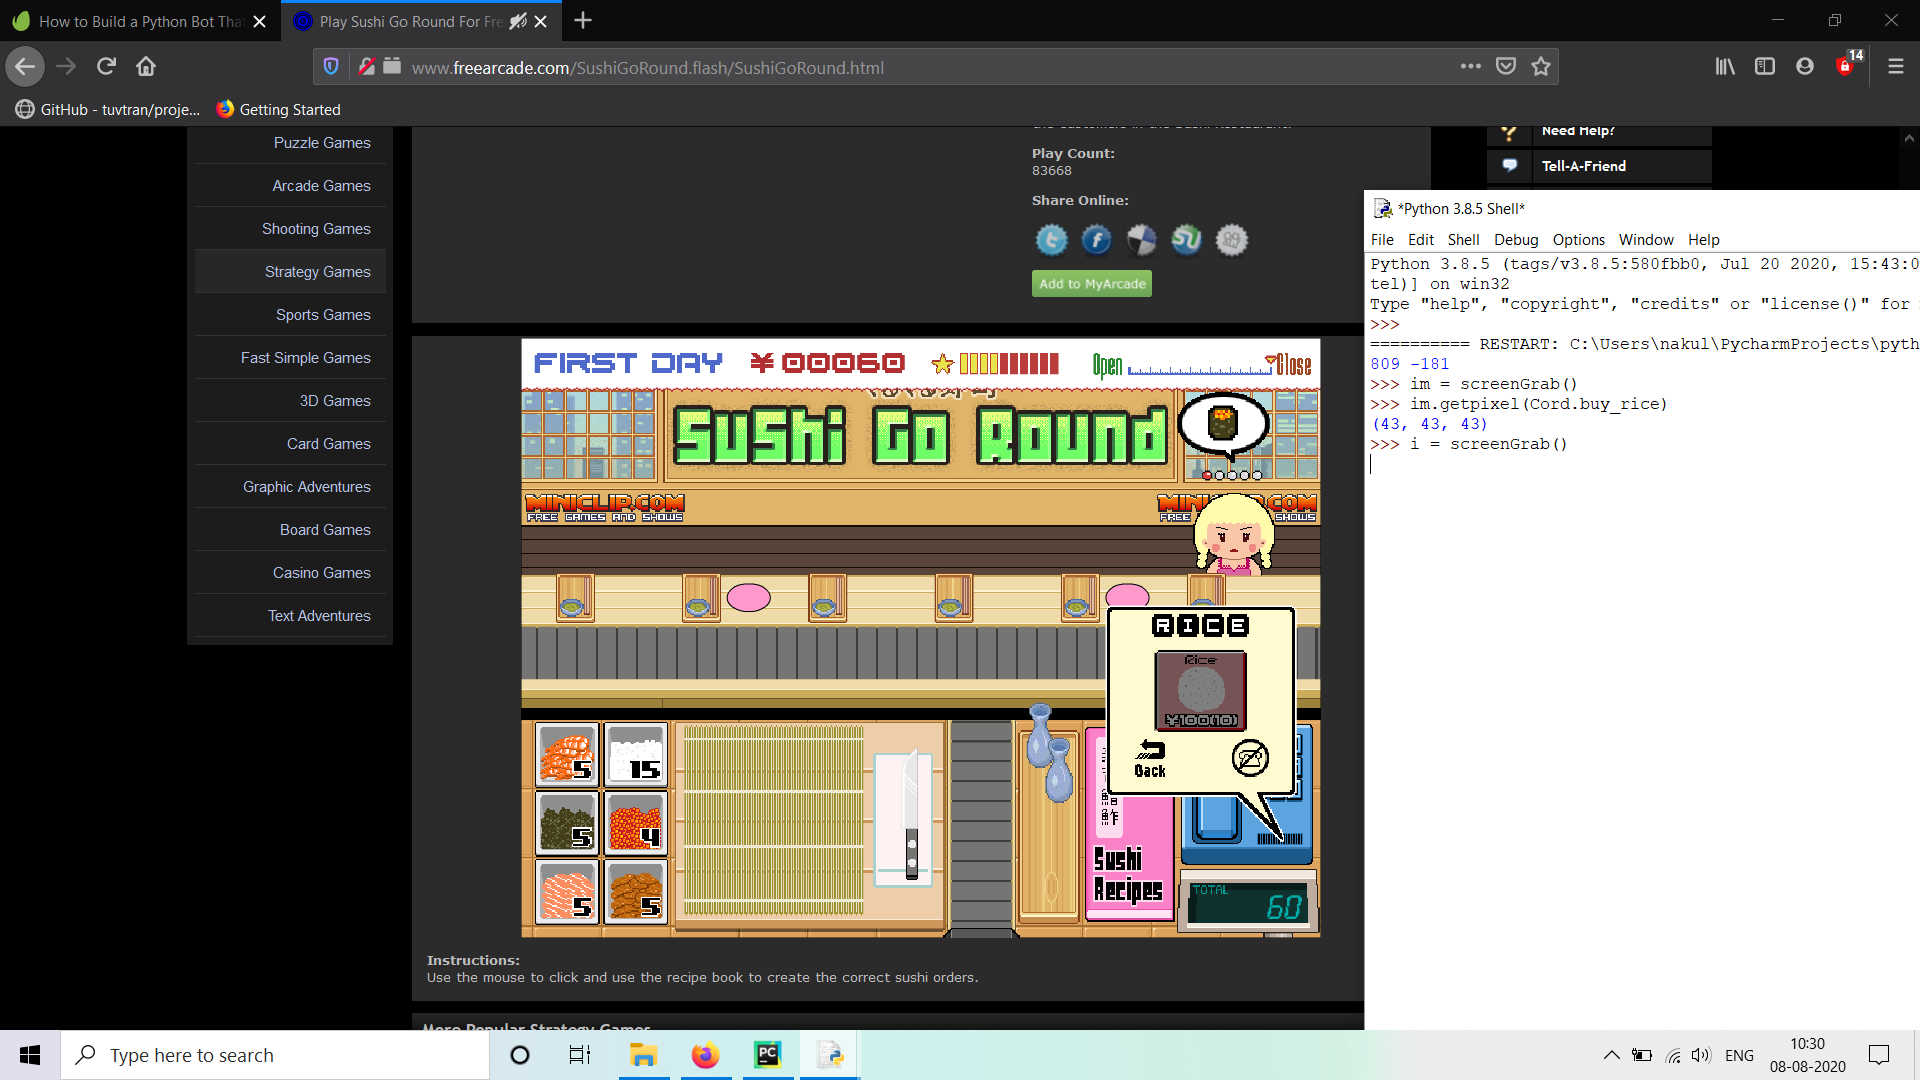 How to Build a Python Bot Tha
Play Sushi Go Round For Fre
www.freearcade.com/SushiGoRound.flash/SushiGoRound.html
14
GitHub - tuvtran/proje...
Getting Started
Puzzle Games
Arcade Games
Shooting Games
Strategy Games
Sports Games
Fast Simple Games
3D Games
Card Games
Graphic Adventures
Board Games
Casino Games
Text Adventures
Play Count:
83668
Share Online:
Add to MyArcade
Need Help?
Tell-A-Friend
FIRST DAY ¥00060 Open Close
Sushi Go Round
MINICLIP.COM
FREE GAMES AND SHOWS
RICE
Rice
¥100(10)
Back
5 15
5 4
5 5
Sushi
Recipes
TOTAL
60
Instructions:
Use the mouse to click and use the recipe book to create the correct sushi orders.
More Popular Strategy Games
*Python 3.8.5 Shell*
File Edit Shell Debug Options Window Help
Python 3.8.5 (tags/v3.8.5:580fbb0, Jul 20 2020, 15:43:0
tel)] on win32
Type "help", "copyright", "credits" or "license()" for
>>>
========== RESTART: C:\Users\nakul\PycharmProjects\pyth
809 -181
>>> im = screenGrab()
>>> im.getpixel(Cord.buy_rice)
(43, 43, 43)
>>> i = screenGrab()
Type here to search
ENG
10:30
08-08-2020